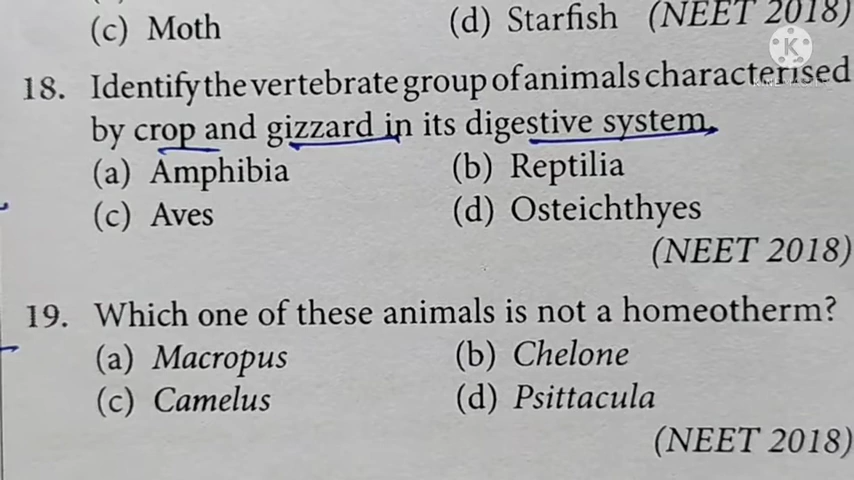 (c) Moth (d) Starfish (NEET 2018)
18. Identify the vertebrate group of animals characterised
by crop and gizzard in its digestive system.
(a) Amphibia (b) Reptilia
(c) Aves (d) Osteichthyes
(NEET 2018)
19. Which one of these animals is not a homeotherm?
(a) Macropus (b) Chelone
(c) Camelus (d) Psittacula
(NEET 2018)
K